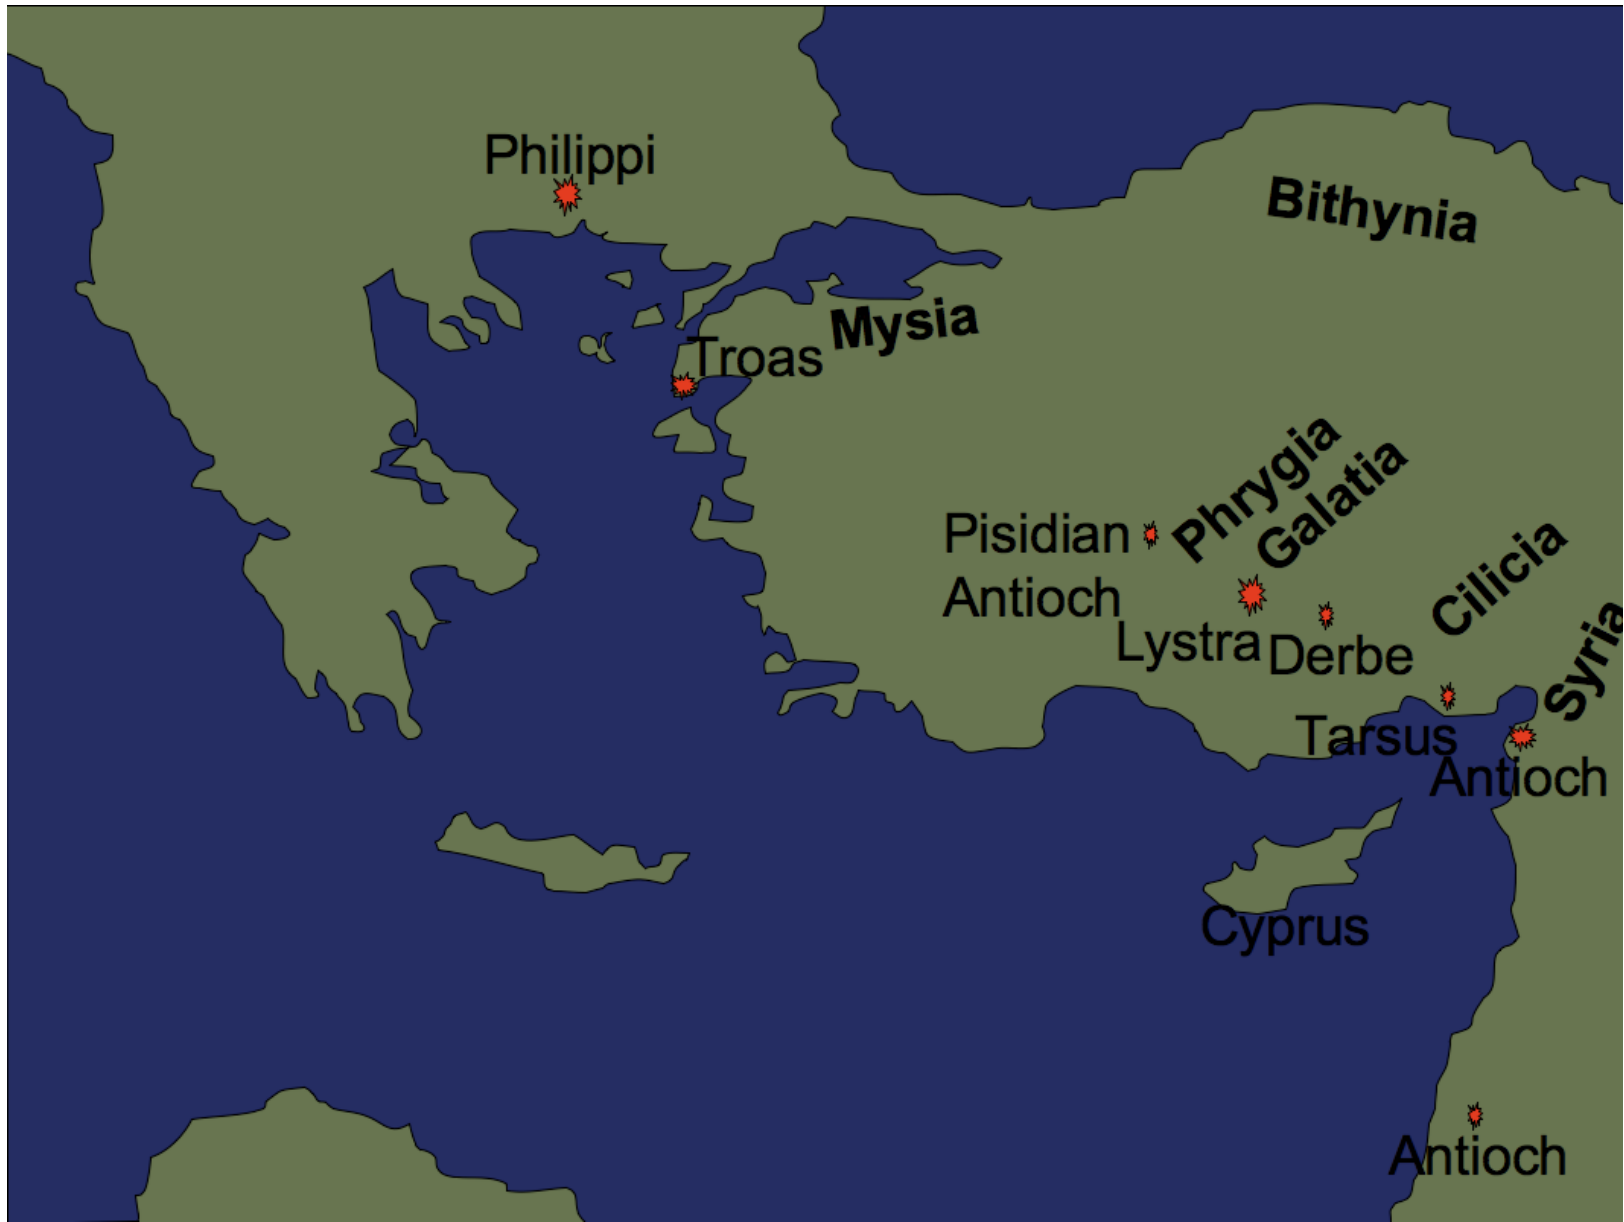 Philippi
Bithynia
Mysia
Troas
Phrygia
Galatia
Pisidian
Antioch
Cilicia
Lystra
Derbe
Syria
Tarsus
Antioch
Cyprus
Antioch